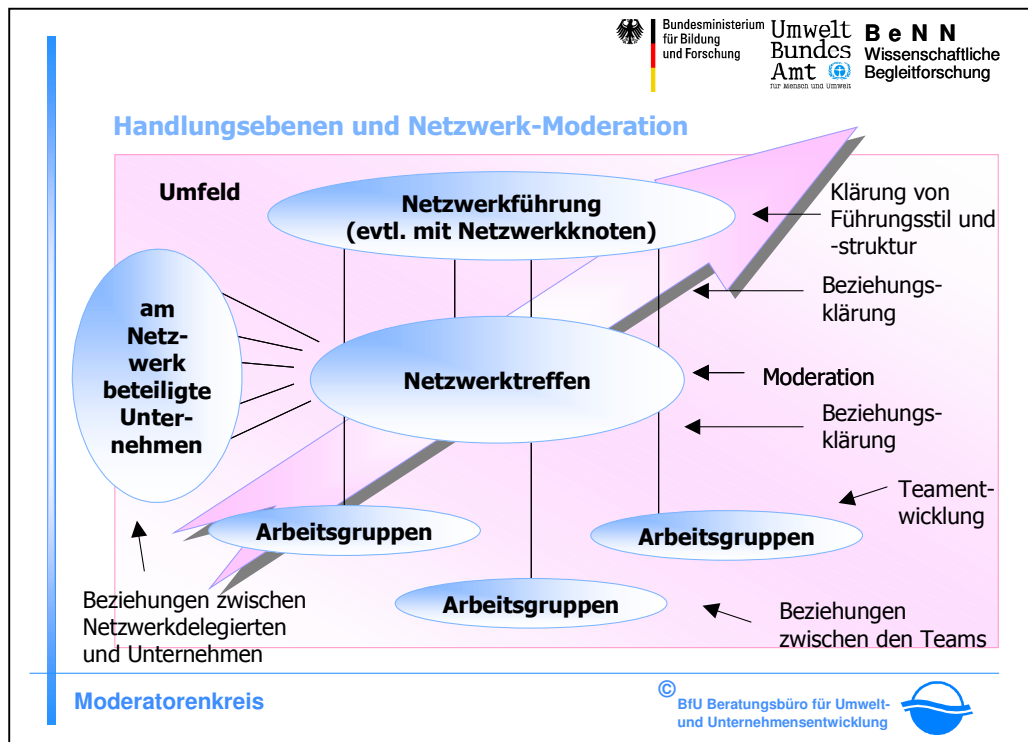 Bundesministerium
für Bildung
und Forschung
Umwelt
Bundes
Amt
für Mensch und Umwelt
BeNN
Wissenschaftliche
Begleitforschung
Handlungsebenen und Netzwerk-Moderation
Umfeld
Netzwerkführung
(evtl. mit Netzwerkknoten)
Klärung von
Führungsstil und
-struktur
am
Netz-
werk
beteiligte
Unter-
nehmen
Beziehungs-
klärung
Netzwerktreffen
Moderation
Beziehungs-
klärung
Teament-
wicklung
Arbeitsgruppen
Arbeitsgruppen
Arbeitsgruppen
Beziehungen zwischen
Netzwerkdelegierten
und Unternehmen
Beziehungen
zwischen den Teams
Moderatorenkreis
©
BfU Beratungsbüro für Umwelt-
und Unternehmensentwicklung